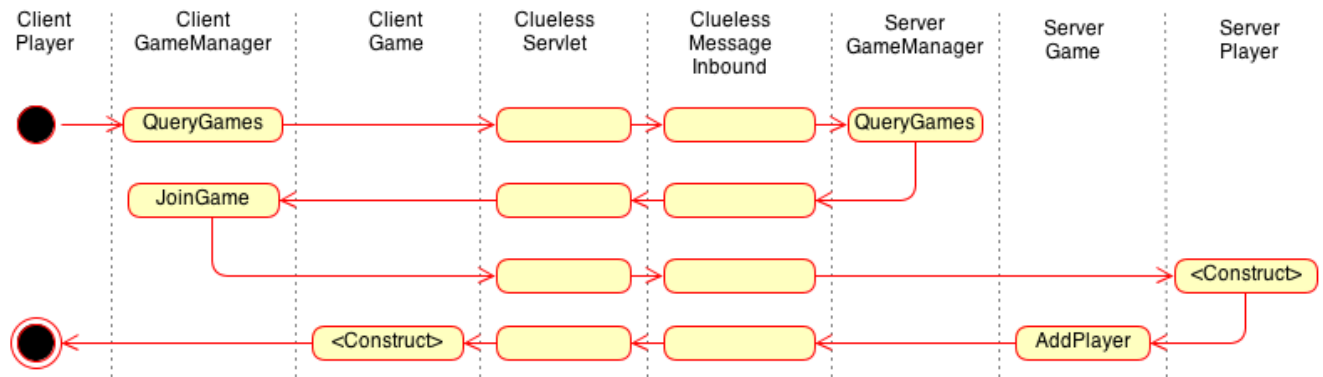 Client
Player
Client
GameManager
Client
Game
Clueless
Servlet
Clueless
Message
Inbound
Server
GameManager
Server
Game
Server
Player
QueryGames
QueryGames
JoinGame
<Construct>
<Construct>
AddPlayer